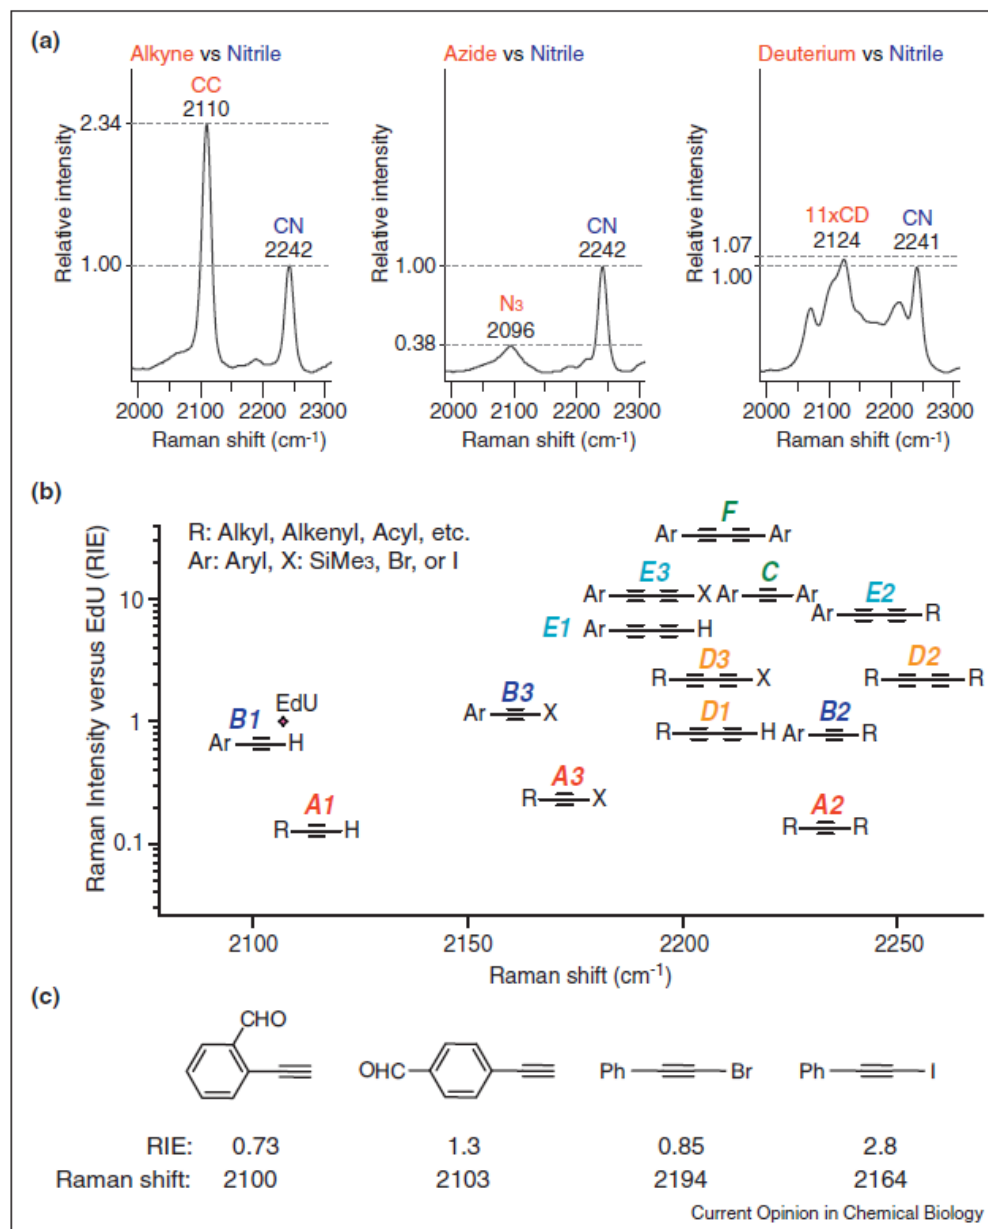 (a)
Alkyne vs Nitrile
CC
2110
2.34
CN
2242
1.00
Relative intensity
2000 2100 2200 2300
Raman shift (cm-1)
Azide vs Nitrile
CN
2242
1.00
N3
2096
0.38
Relative intensity
2000 2100 2200 2300
Raman shift (cm-1)
Deuterium vs Nitrile
11xCD
2124
CN
2241
1.07
1.00
Relative intensity
2000 2100 2200 2300
Raman shift (cm-1)
(b)
R: Alkyl, Alkenyl, Acyl, etc.
Ar: Aryl, X: SiMe3, Br, or I
Raman Intensity versus EdU (RIE)
10
1
0.1
F
Ar Ar
E3
Ar X
C
Ar Ar
E2
Ar R
E1
Ar H
D3
R X
D2
R R
B3
Ar X
D1
R H
B2
Ar R
EdU
B1
Ar H
A3
R X
A1
R H
A2
R R
2100 2150 2200 2250
Raman shift (cm-1)
(c)
CHO
OHC
Ph Br
Ph I
RIE: 0.73 1.3 0.85 2.8
Raman shift: 2100 2103 2194 2164
Current Opinion in Chemical Biology